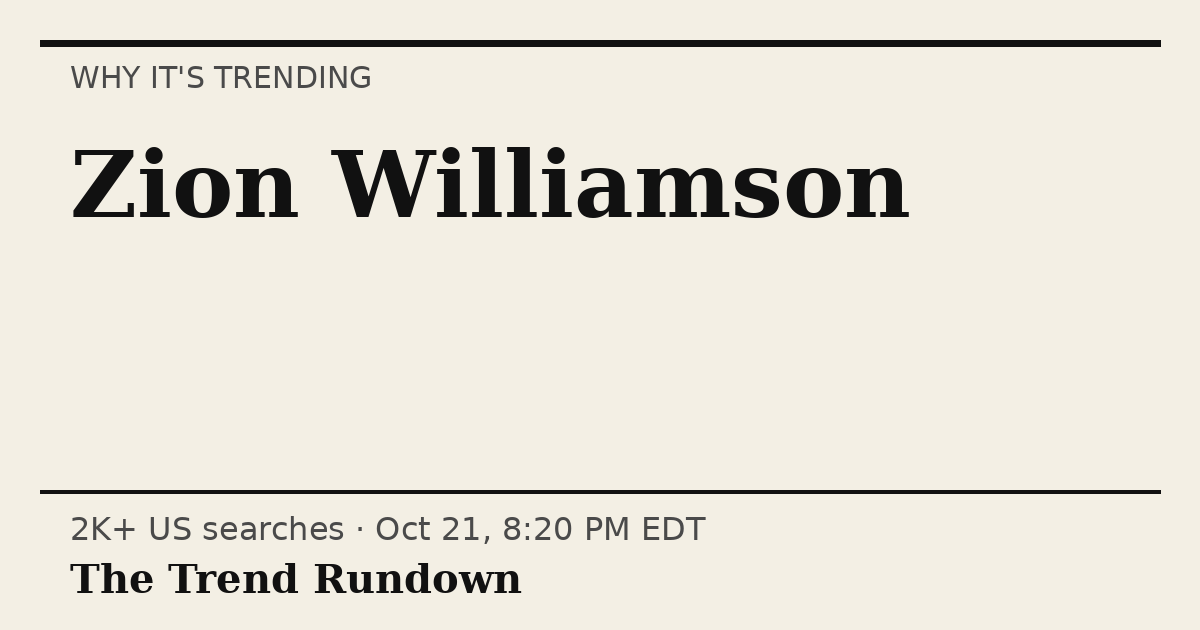 WHY IT'S TRENDING
Zion Williamson
2K+ US searches · Oct 21, 8:20 PM EDT
The Trend Rundown